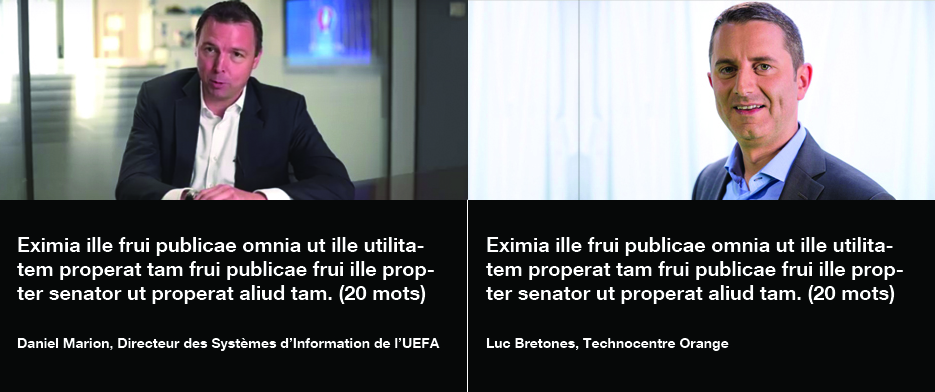 Eximia ille frui publicae omnia ut ille utilita-
tem properat tam frui publicae frui ille prop-
ter senator ut properat aliud tam. (20 mots)
Daniel Marion, Directeur des Systèmes d’Information de l’UEFA
Eximia ille frui publicae omnia ut ille utilita-
tem properat tam frui publicae frui ille prop-
ter senator ut properat aliud tam. (20 mots)
Luc Bretones, Technocentre Orange